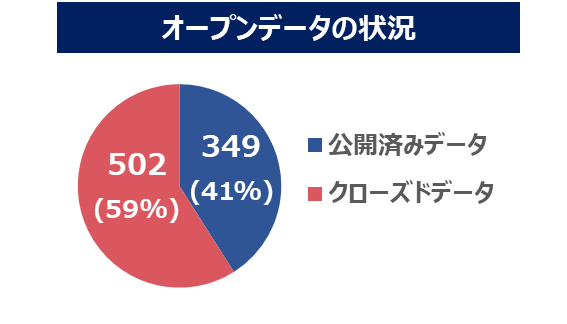 オープンデータの状況
349
(41%)
502
(59%)
公開済みデータ
クローズドデータ